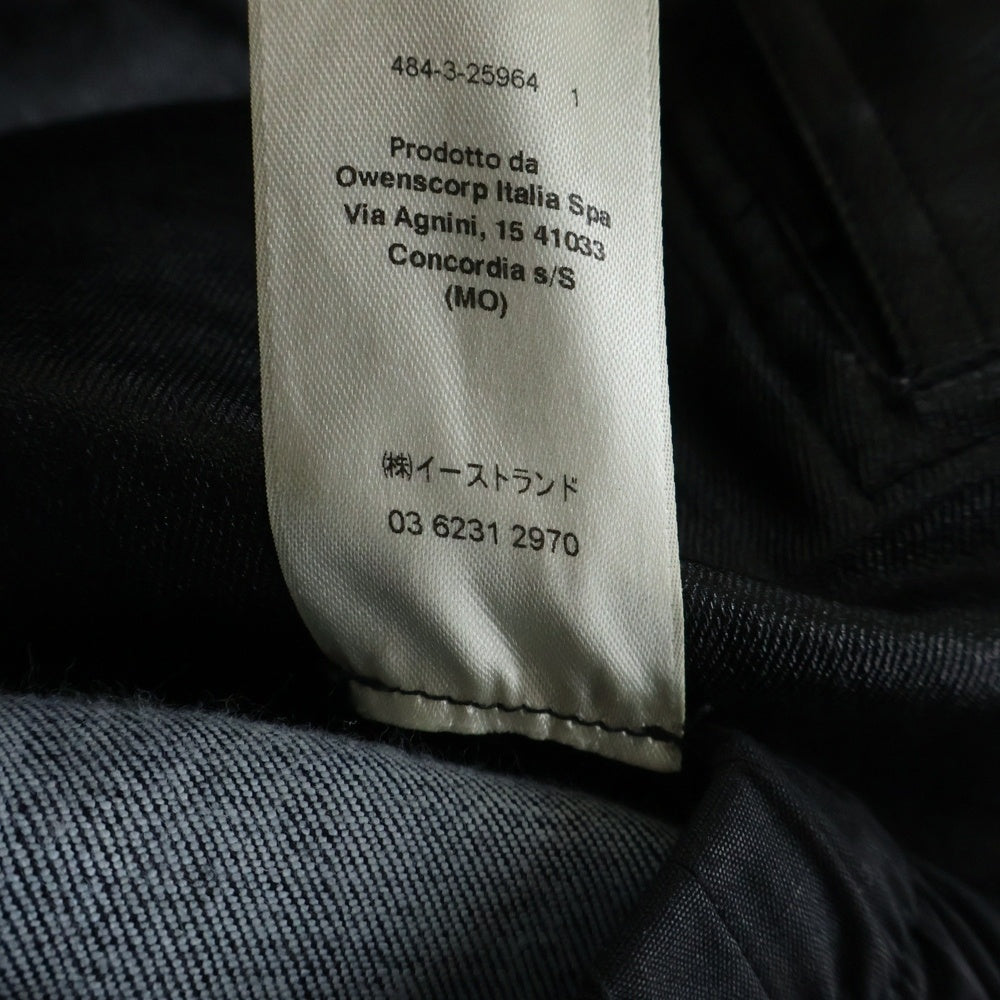 484-3-25964 1
Prodotto da
Owenscorp Italia Spa
Via Agnini, 15 41033
Concordia s/S
(MO)
㈱イーストランド
03 6231 2970